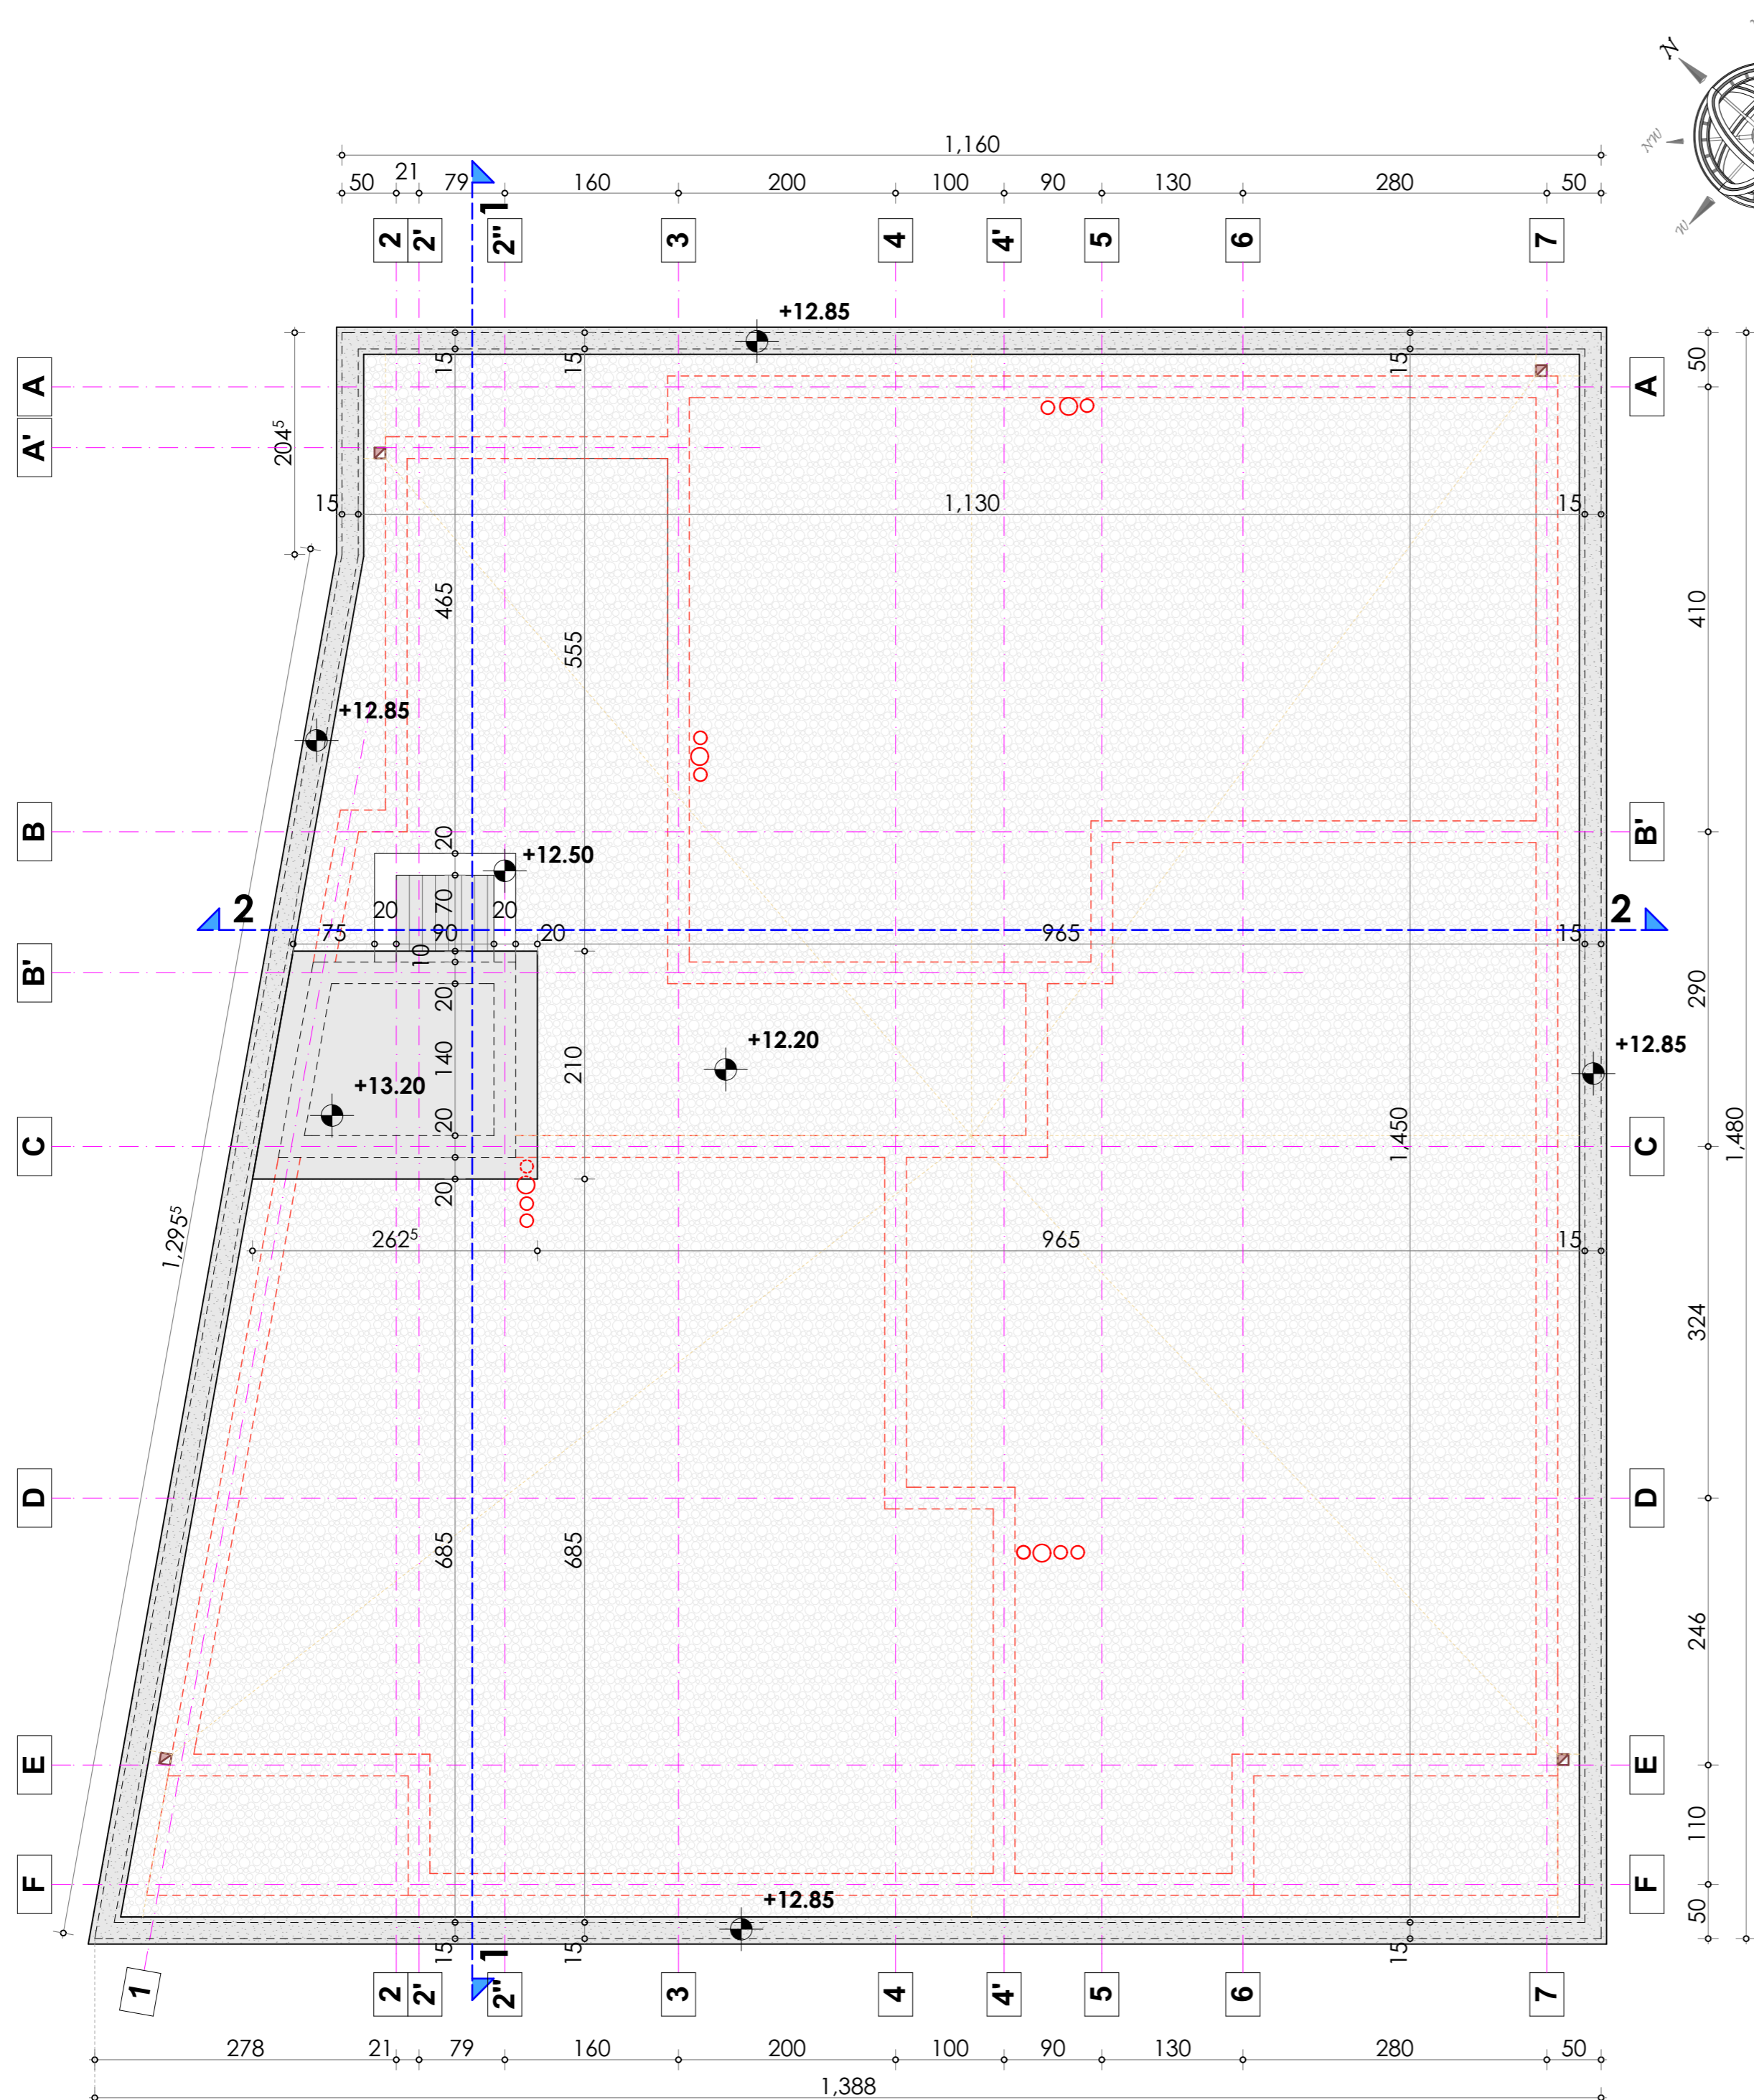 N
NW
W
1,160
50 21 79 160 200 100 90 130 280 50
1
2 2' 2" 3 4 4' 5 6 7
+12.85
15 15 15
A A
50
A'
204⁵
15 1,130 15
465
555
410
+12.85
B B'
20
+12.50
2 20 70 20 2
75 90 20 965 15
10
B'
20
290
+12.20
+12.85
140 210
+13.20
20
1,450
1,480
C C
20
1,295⁵
262⁵ 965 15
324
D D
685 685
246
E E
110
F F
+12.85
50
15 1 15 15
1 2 2' 2" 3 4 4' 5 6 7
278 21 79 160 200 100 90 130 280 50
1,388